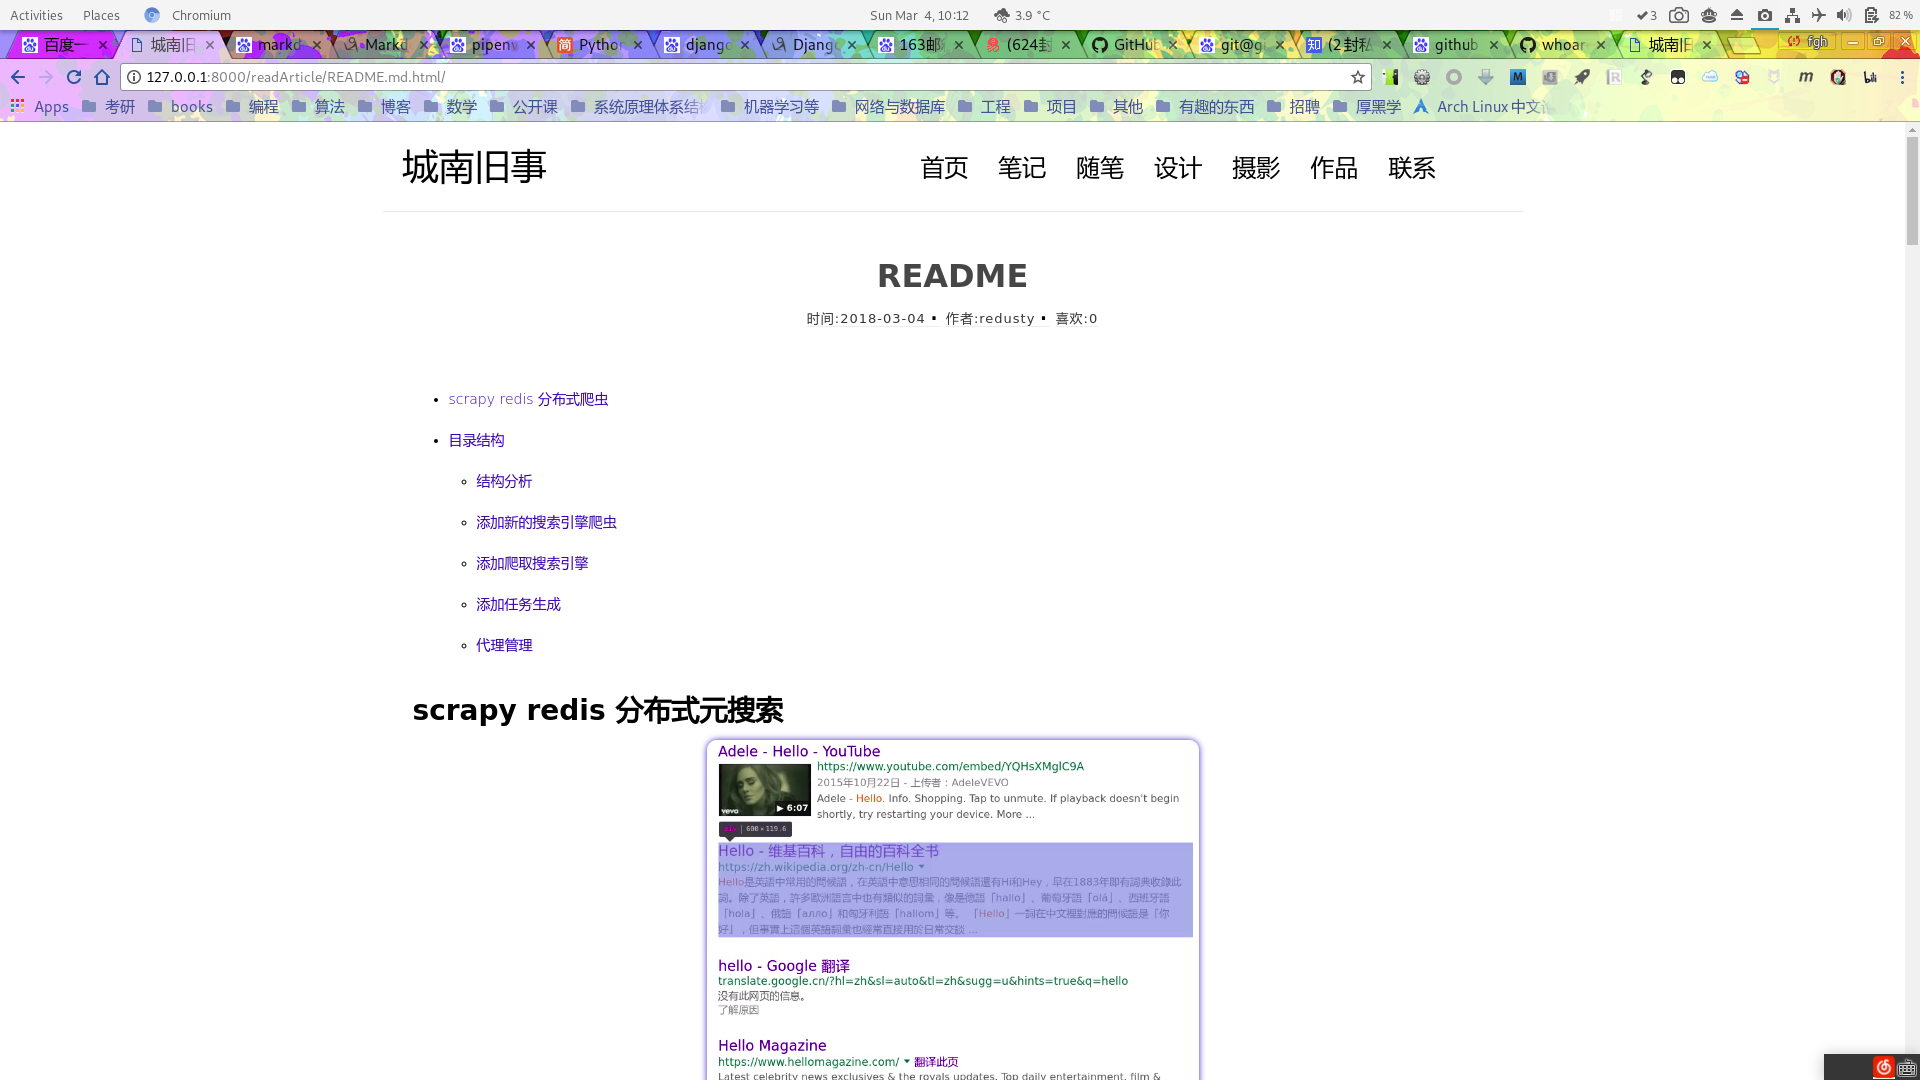 Activities Places Chromium Sun Mar 4, 10:12 3.9 °C 3 82 %
百度一 城南旧 markd Markd pipenv Python django Django 163邮 (624封 GitHub git@gi (2 封私 github whoar 城南旧 fgh
127.0.0.1:8000/readArticle/README.md.html/
Apps 考研 books 编程 算法 博客 数学 公开课 系统原理体系结构 机器学习等 网络与数据库 工程 项目 其他 有趣的东西 招聘 厚黑学 Arch Linux 中文
城南旧事 首页 笔记 随笔 设计 摄影 作品 联系
README
时间:2018-03-04 ▪ 作者:redusty ▪ 喜欢:0
scrapy redis 分布式爬虫
目录结构
结构分析
添加新的搜索引擎爬虫
添加爬取搜索引擎
添加任务生成
代理管理
scrapy redis 分布式元搜索
Adele - Hello - YouTube
https://www.youtube.com/embed/YQHsXMglC9A
2015年10月22日 - 上传者：AdeleVEVO
Adele - Hello. Info. Shopping. Tap to unmute. If playback doesn't begin
shortly, try restarting your device. More ...
vevo ▶ 6:07
div | 600 × 119.6
Hello - 维基百科，自由的百科全书
https://zh.wikipedia.org/zh-cn/Hello
Hello是英語中常用的問候語，在英語中意思相同的問候語還有Hi和Hey，早在1883年即有詞典收錄此
詞。除了英語，許多歐洲語言中也有類似的詞彙，像是德語「hallo」、葡萄牙語「olá」、西班牙語
「hola」、俄語「алло」和匈牙利語「hallom」等。 「Hello」一詞在中文裡對應的問候語是「你
好」，但事實上這個英語詞彙也經常直接用於日常交談 ...
hello - Google 翻译
translate.google.cn/?hl=zh&sl=auto&tl=zh&sugg=u&hints=true&q=hello
没有此网页的信息。
了解原因
Hello Magazine
https://www.hellomagazine.com/ 翻译此页
Latest celebrity news exclusives & the royals updates. Top daily entertainment, film &